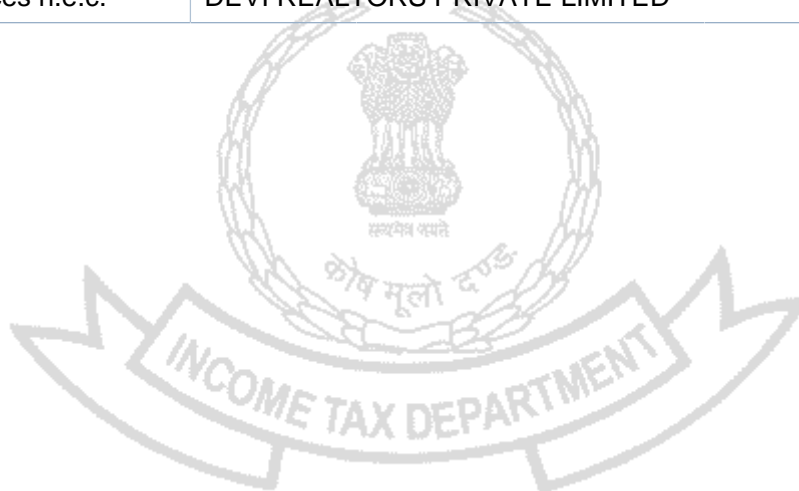 n.e.c. DEVI REALTORS PRIVATE LIMITED
सत्यमेव जयते
कोष मूलो दण्डः
INCOME TAX DEPARTMENT